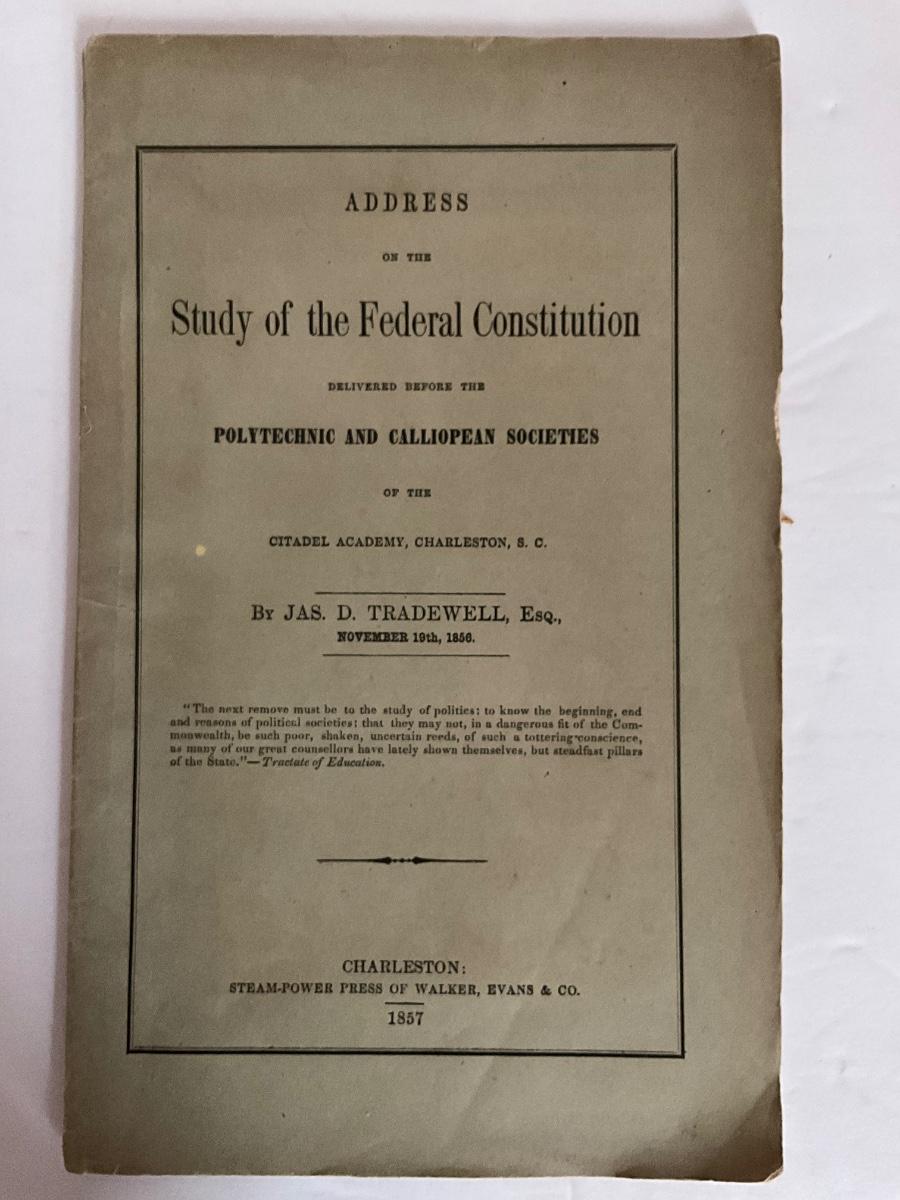 ADDRESS
ON THE
Study of the Federal Constitution
DELIVERED BEFORE THE
POLYTECHNIC AND CALLIOPEAN SOCIETIES
OF THE
CITADEL ACADEMY, CHARLESTON, S. C.
BY JAS. D. TRADEWELL, ESQ.,
NOVEMBER 19th, 1856.
"The next remove must be to the study of politics; to know the beginning, end
and reasons of political societies; that they may not, in a dangerous fit of the Com-
monwealth, be such poor, shaken, uncertain reeds, of such a tottering conscience,
as many of our great counsellors have lately shown themselves, but steadfast pillars
of the State."—Tractate of Education.
CHARLESTON:
STEAM-POWER PRESS OF WALKER, EVANS & CO.
1857